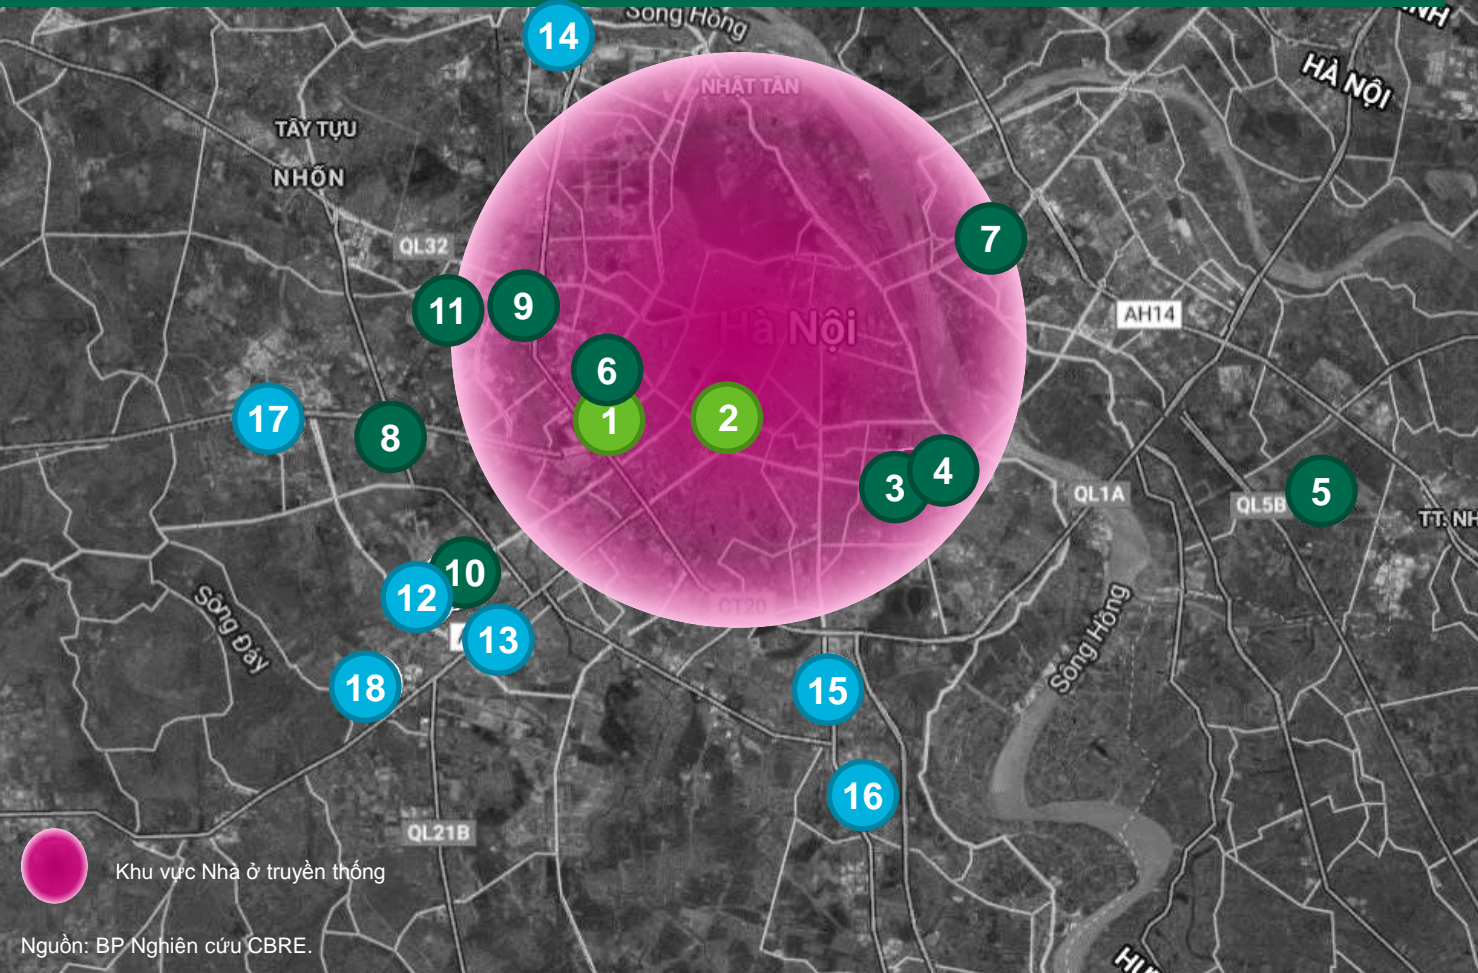 Sông Hồng
14
NHẬT TÂN
HÀ NỘI
TÂY TỰU
NHỔN
QL32
7
11
9
AH14
Hà Nội
6
17
8
1
2
3
4
QL1A
QL5B
5
TT. NH
10
12
CT20
13
Sông Đáy
Sông Hồng
18
15
16
QL21B
Khu vực Nhà ở truyền thống
Nguồn: BP Nghiên cứu CBRE.